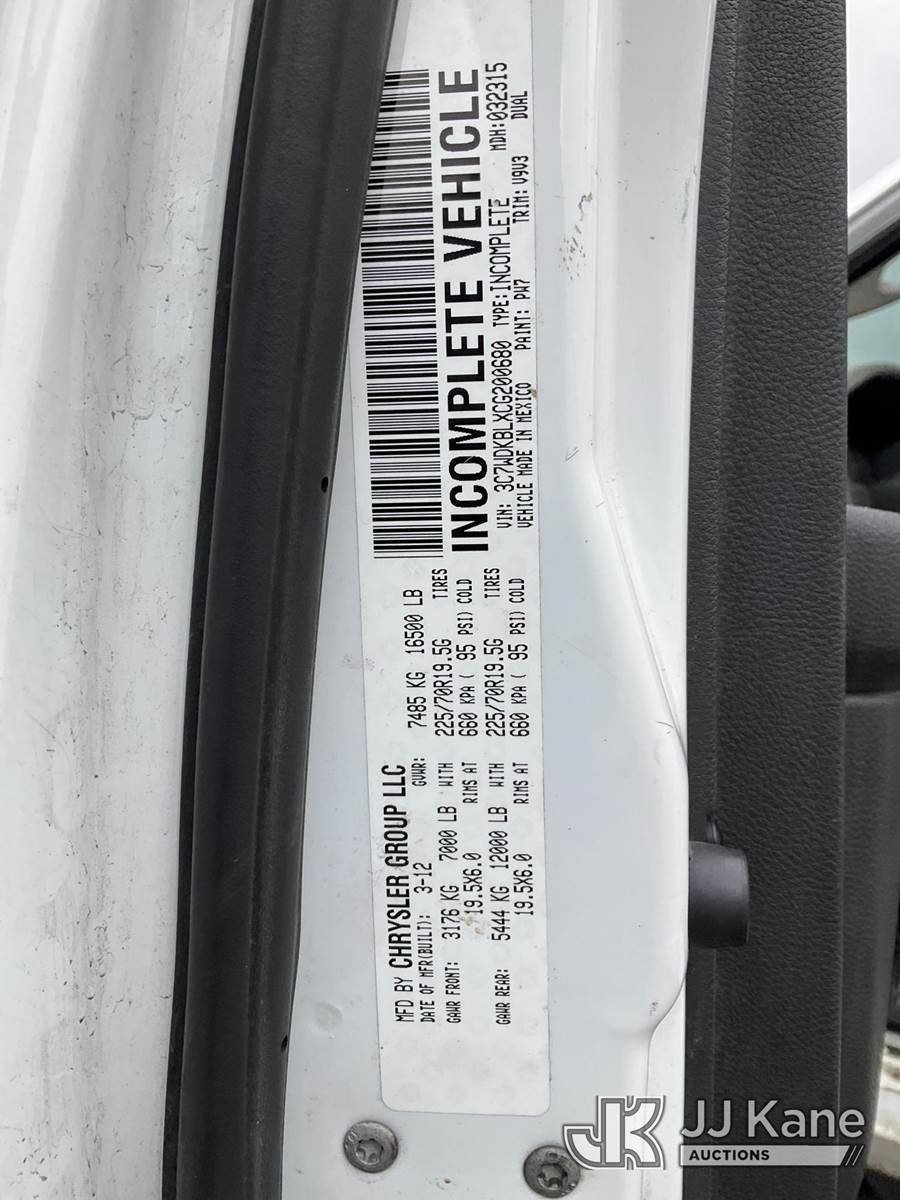 MFD BY CHRYSLER GROUP LLC
DATE OF MFR(BUILT): 3-12 GVWR: 7485 KG 16500 LB
GAWR FRONT: 3176 KG 7000 LB WITH 225/70R19.5G TIRES
19.5X6.0 RIMS AT 660 KPA ( 95 PSI) COLD
GAWR REAR: 5444 KG 12000 LB WITH 225/70R19.5G TIRES
19.5X6.0 RIMS AT 660 KPA ( 95 PSI) COLD
INCOMPLETE VEHICLE
VIN: 3C7WDKBLXCG200680 TYPE:INCOMPLETE MDH:032315
VEHICLE MADE IN MEXICO PAINT: PW7 TRIM: V9V3 DUAL
JK JJ Kane
AUCTIONS